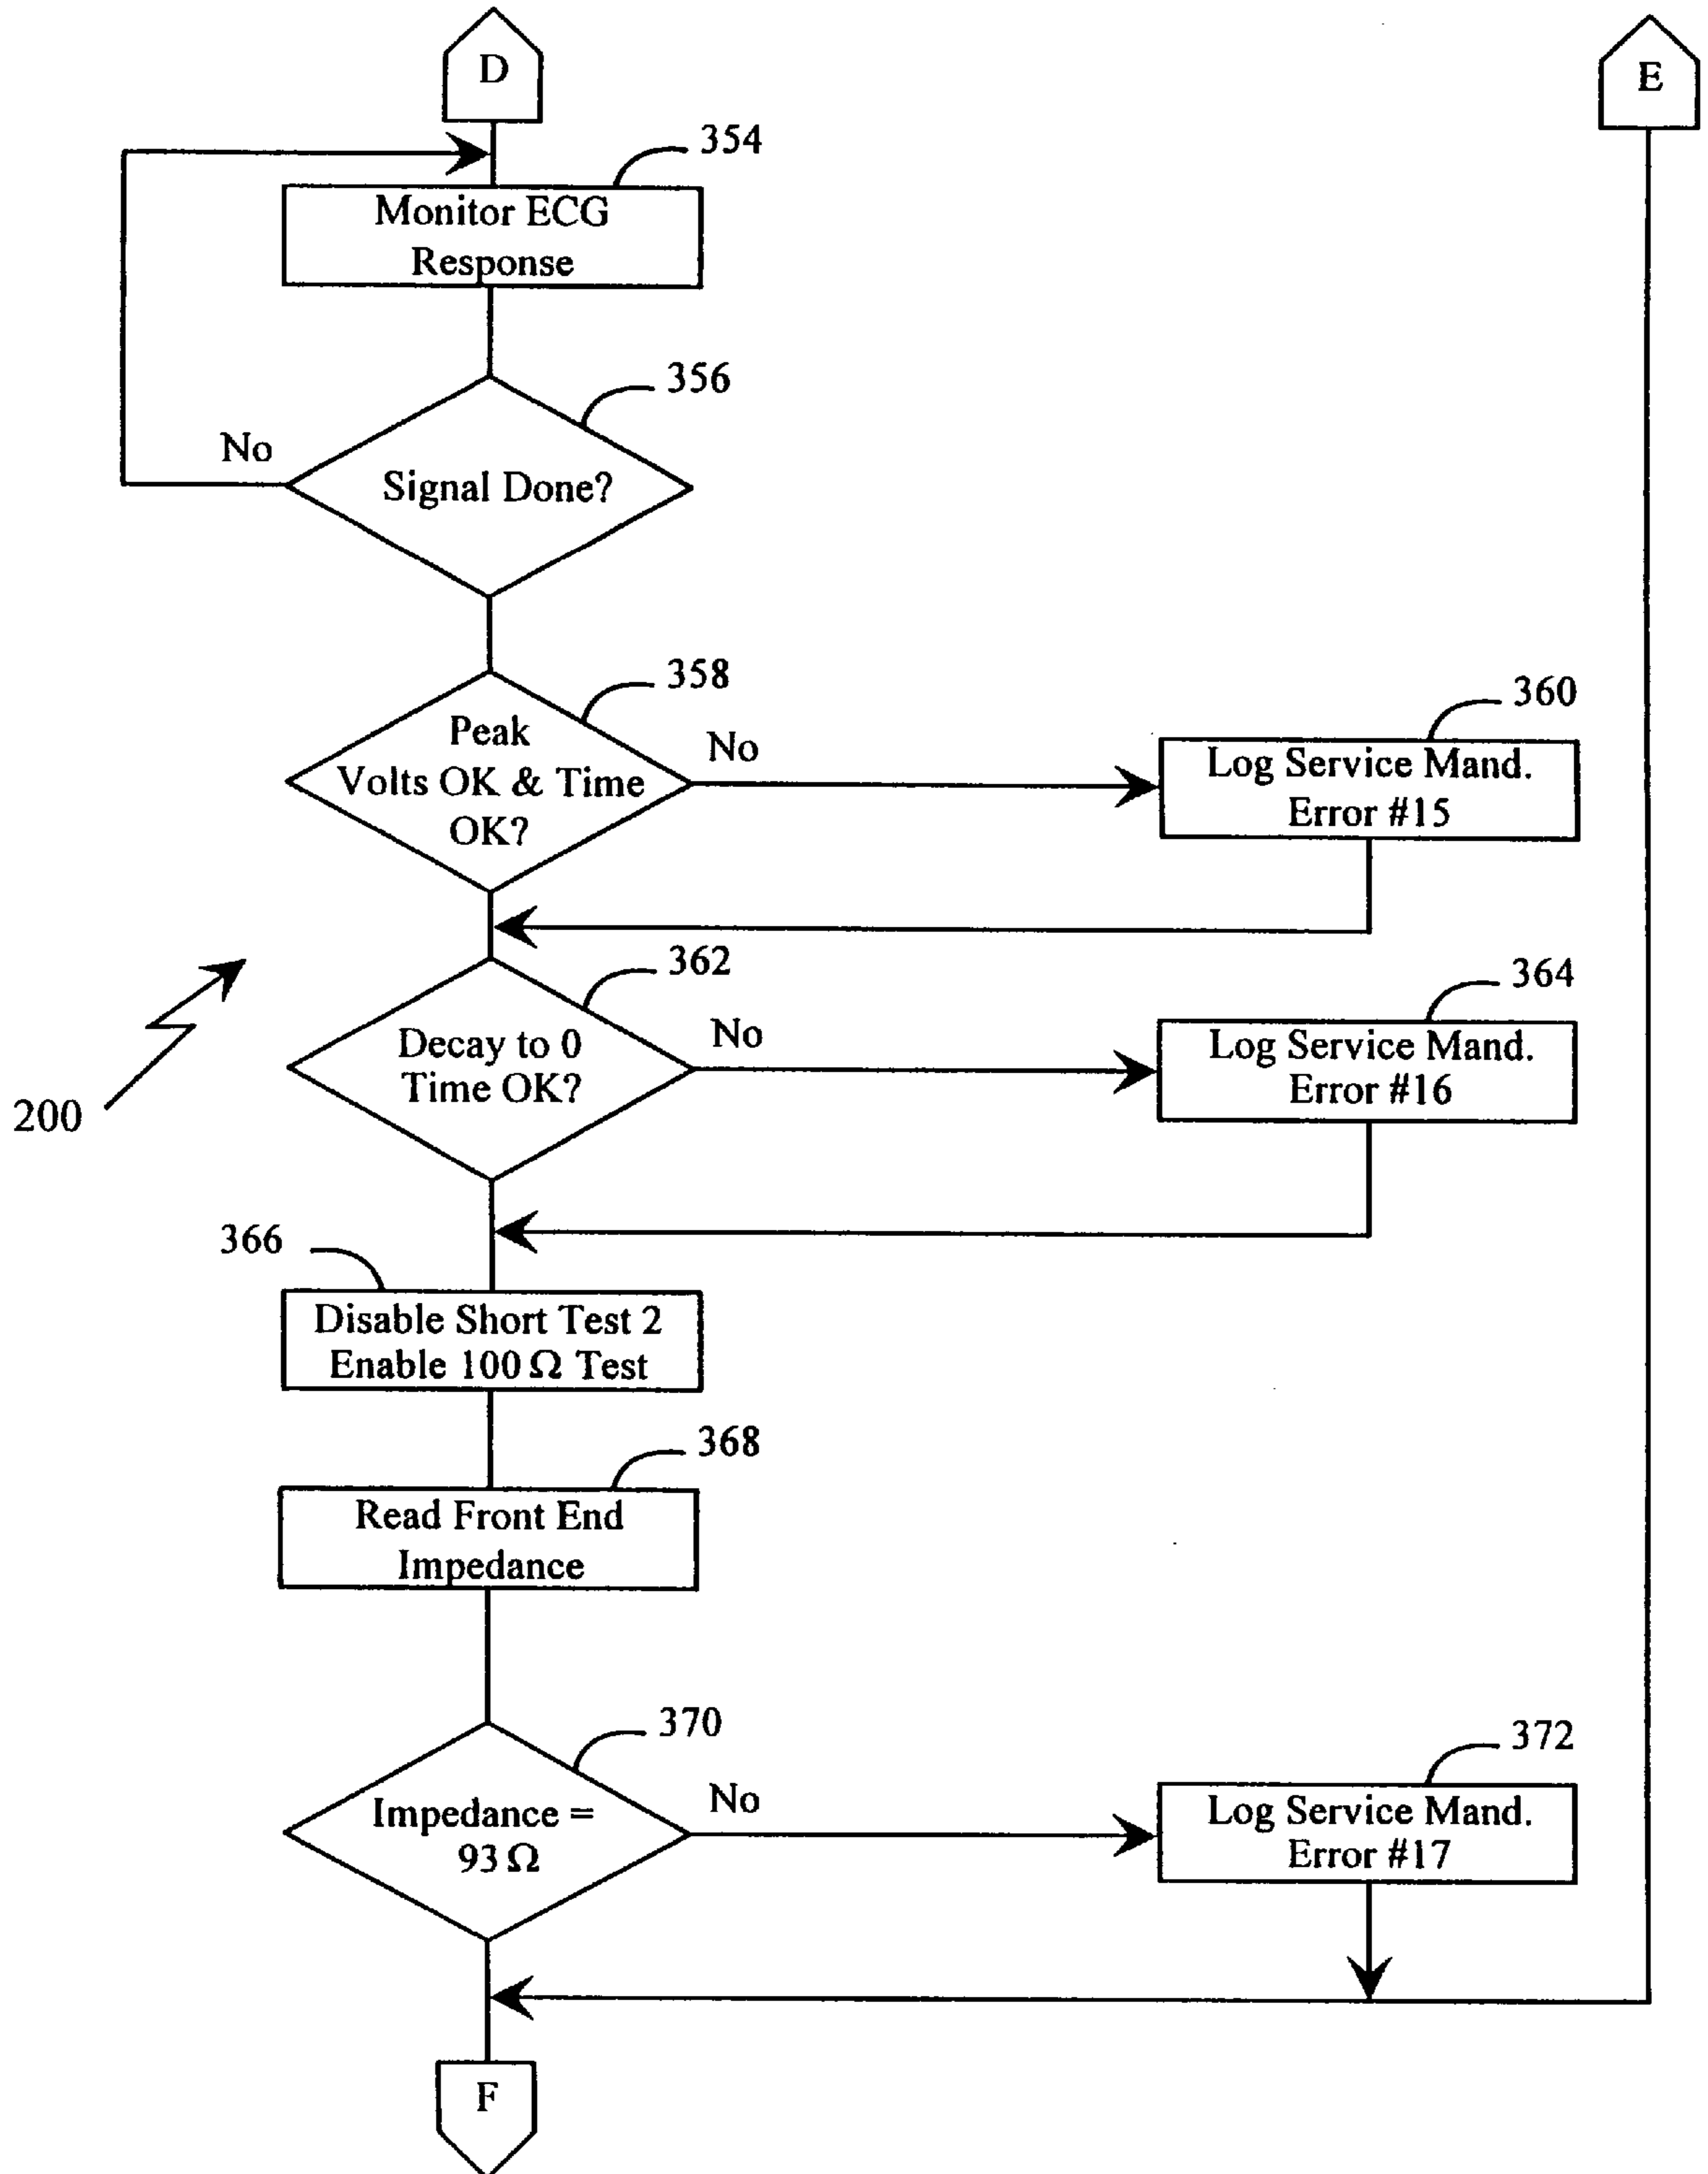 D
E
354
Monitor ECG
Response
356
No
Signal Done?
358
Peak
Volts OK & Time
OK?
No
360
Log Service Mand.
Error #15
362
Decay to 0
Time OK?
No
364
Log Service Mand.
Error #16
200
366
Disable Short Test 2
Enable 100 Ω Test
368
Read Front End
Impedance
370
Impedance =
93 Ω
No
372
Log Service Mand.
Error #17
F